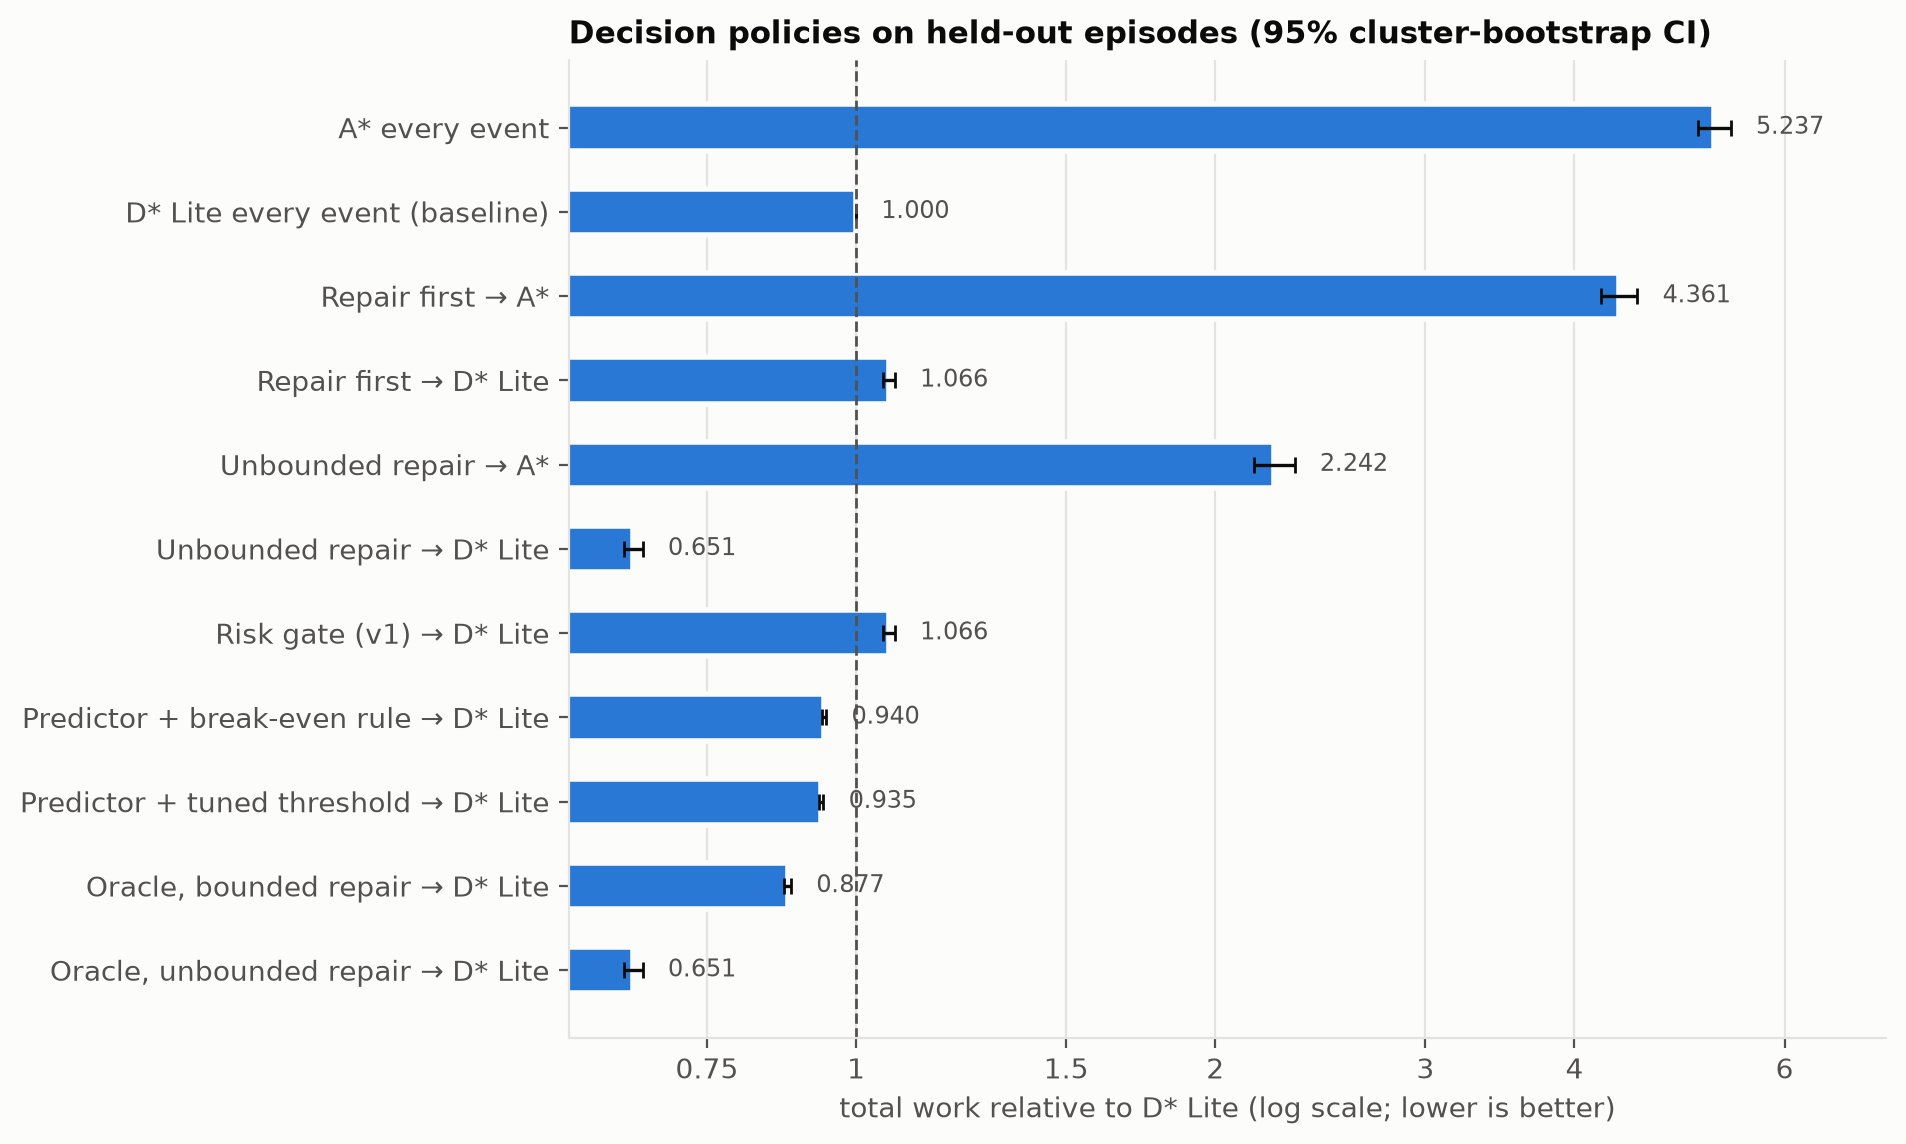 Decision policies on held-out episodes (95% cluster-bootstrap CI)
A* every event
5.237
D* Lite every event (baseline)
1.000
Repair first → A*
4.361
Repair first → D* Lite
1.066
Unbounded repair → A*
2.242
Unbounded repair → D* Lite
0.651
Risk gate (v1) → D* Lite
1.066
Predictor + break-even rule → D* Lite
0.940
Predictor + tuned threshold → D* Lite
0.935
Oracle, bounded repair → D* Lite
0.877
Oracle, unbounded repair → D* Lite
0.651
0.75 1 1.5 2 3 4 6
total work relative to D* Lite (log scale; lower is better)